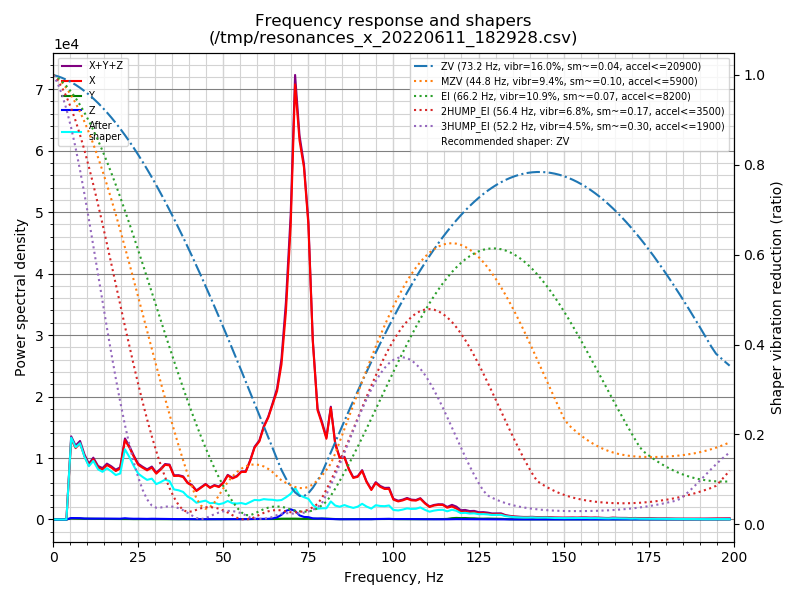 Frequency response and shapers
(/tmp/resonances_x_20220611_182928.csv)
1e4
X+Y+Z
X
Y
Z
After
shaper
ZV (73.2 Hz, vibr=16.0%, sm~=0.04, accel<=20900)
MZV (44.8 Hz, vibr=9.4%, sm~=0.10, accel<=5900)
EI (66.2 Hz, vibr=10.9%, sm~=0.07, accel<=8200)
2HUMP_EI (56.4 Hz, vibr=6.8%, sm~=0.17, accel<=3500)
3HUMP_EI (52.2 Hz, vibr=4.5%, sm~=0.30, accel<=1900)
Recommended shaper: ZV
Power spectral density
7
6
5
4
3
2
1
0
1.0
0.8
0.6
0.4
0.2
0.0
Shaper vibration reduction (ratio)
0 25 50 75 100 125 150 175 200
Frequency, Hz